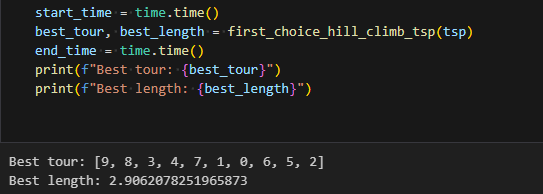 start_time = time.time()
best_tour, best_length = first_choice_hill_climb_tsp(tsp)
end_time = time.time()
print(f"Best tour: {best_tour}")
print(f"Best length: {best_length}")
Best tour: [9, 8, 3, 4, 7, 1, 0, 6, 5, 2]
Best length: 2.9062078251965873